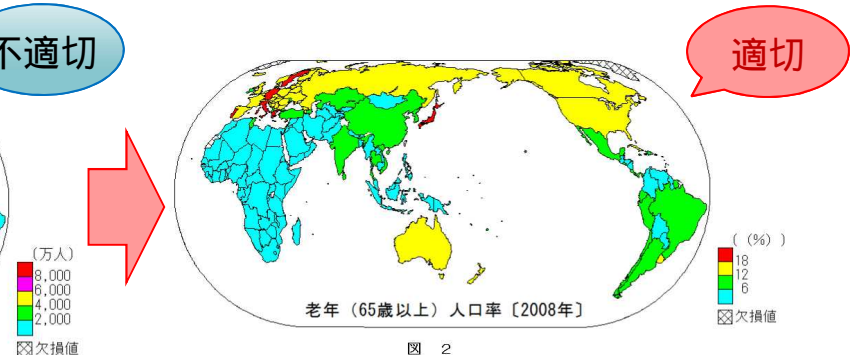 不適切
適切
(万人)
8,000
6,000
4,000
2,000
欠損値
老年（65歳以上）人口率〔2008年〕
図 2
( (%) )
18
12
6
欠損値